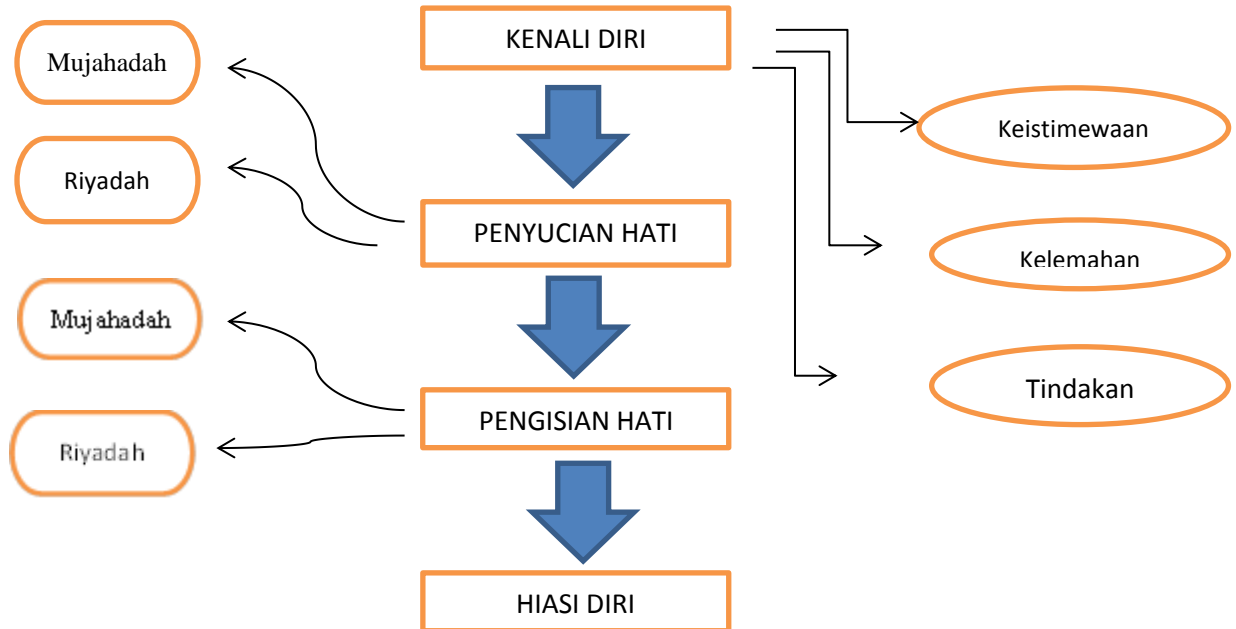 KENALI DIRI
Mujahadah
Keistimewaan
Riyadah
PENYUCIAN HATI
Kelemahan
Mujahadah
Tindakan
PENGISIAN HATI
Riyadah
HIASI DIRI